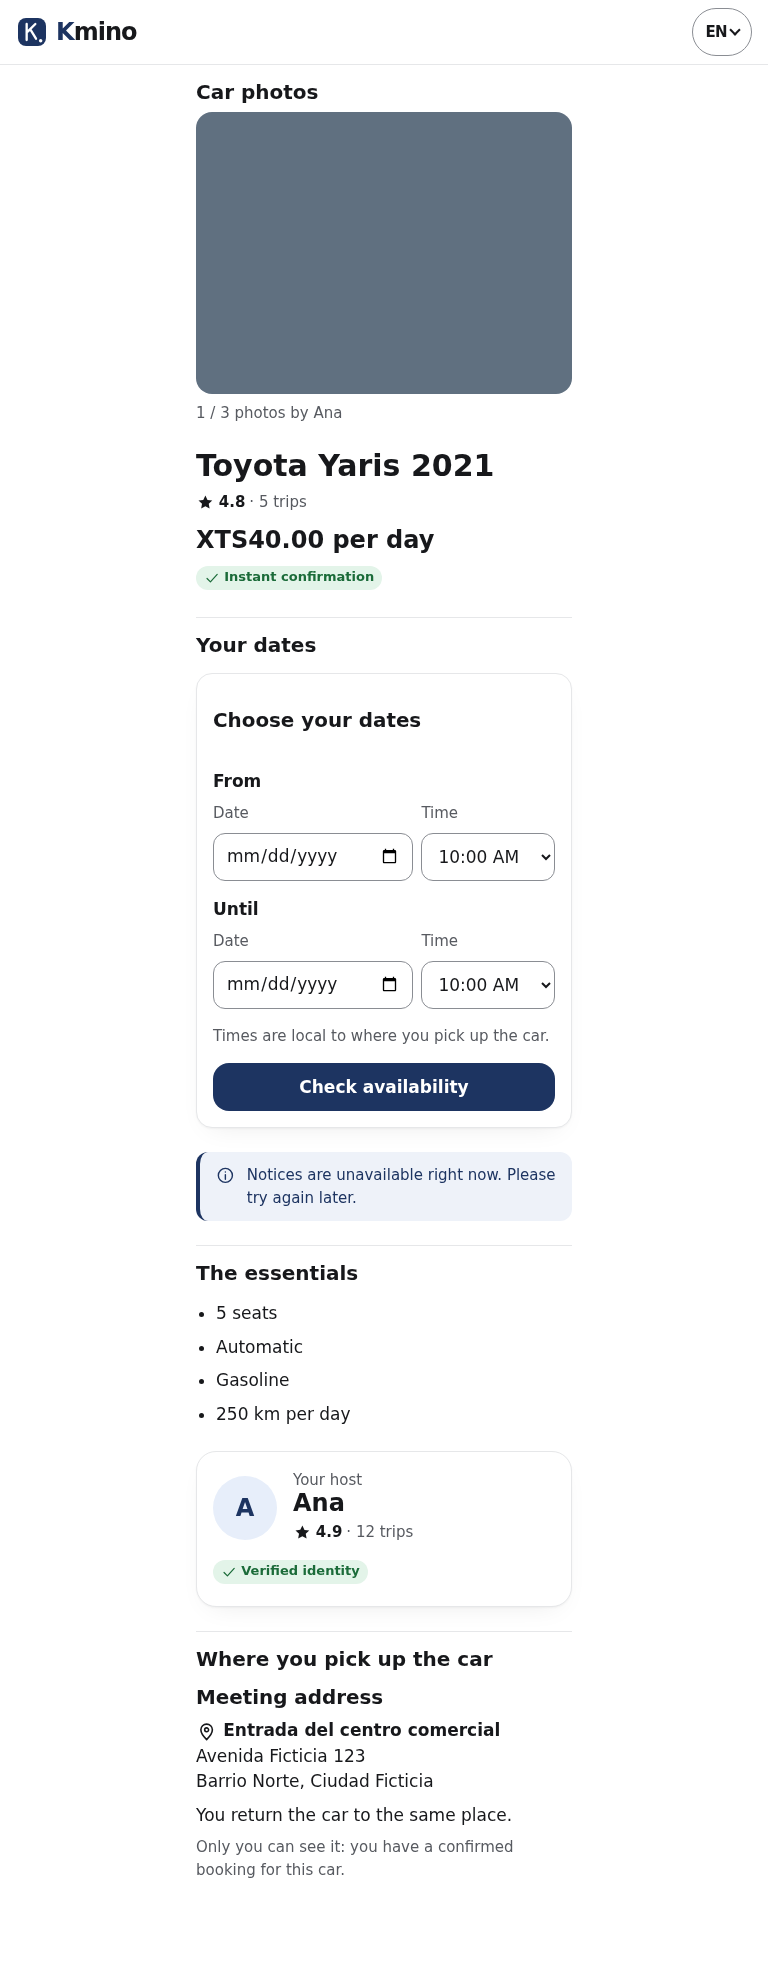 Kmino
EN
Car photos
1 / 3 photos by Ana
Toyota Yaris 2021
4.8 · 5 trips
XTS40.00 per day
Instant confirmation
Your dates
Choose your dates
From
Date Time
mm/dd/yyyy 10:00 AM
Until
Date Time
mm/dd/yyyy 10:00 AM
Times are local to where you pick up the car.
Check availability
Notices are unavailable right now. Please
try again later.
The essentials
• 5 seats
• Automatic
• Gasoline
• 250 km per day
A
Your host
Ana
4.9 · 12 trips
Verified identity
Where you pick up the car
Meeting address
Entrada del centro comercial
Avenida Ficticia 123
Barrio Norte, Ciudad Ficticia
You return the car to the same place.
Only you can see it: you have a confirmed
booking for this car.